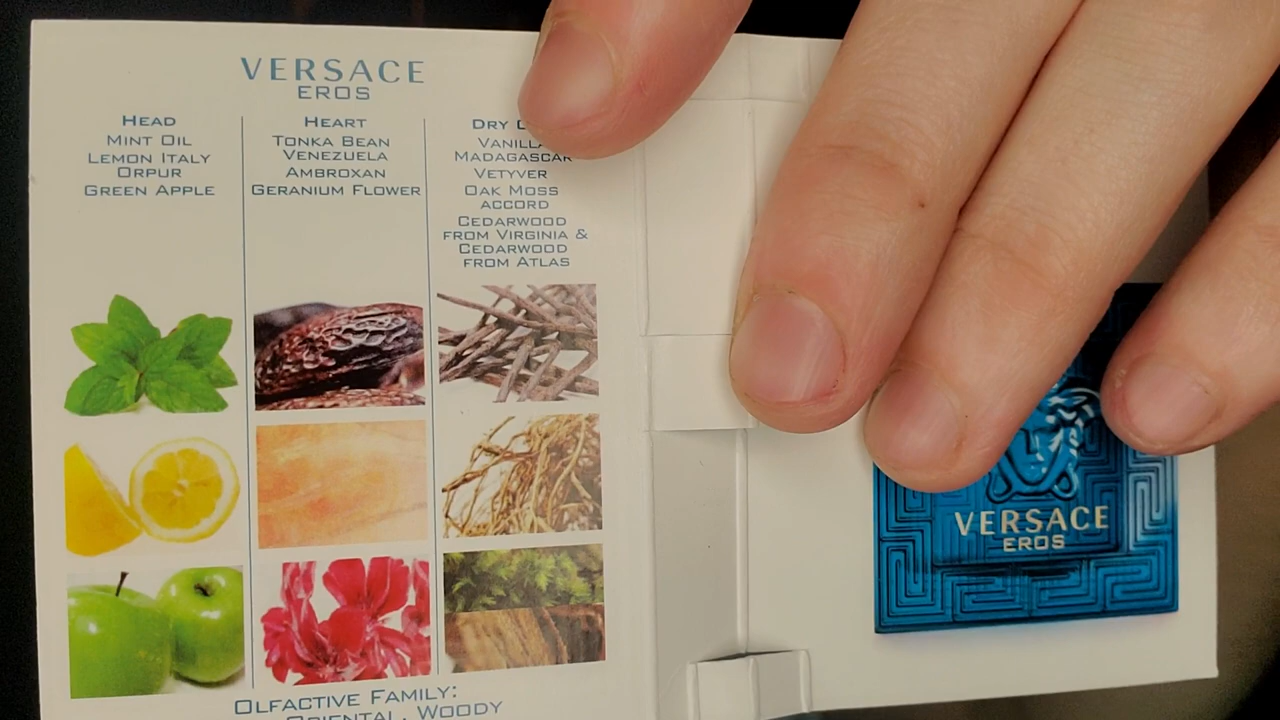 VERSACE
EROS
HEAD
MINT OIL
LEMON ITALY
ORPUR
GREEN APPLE
HEART
TONKA BEAN
VENEZUELA
AMBROXAN
GERANIUM FLOWER
DRY
VANILLA
MADAGASCAR
VETYVER
OAK MOSS
ACCORD
CEDARWOOD
FROM VIRGINIA &
CEDARWOOD
FROM ATLAS
OLFACTIVE FAMILY:
ORIENTAL, WOODY
VERSACE
EROS